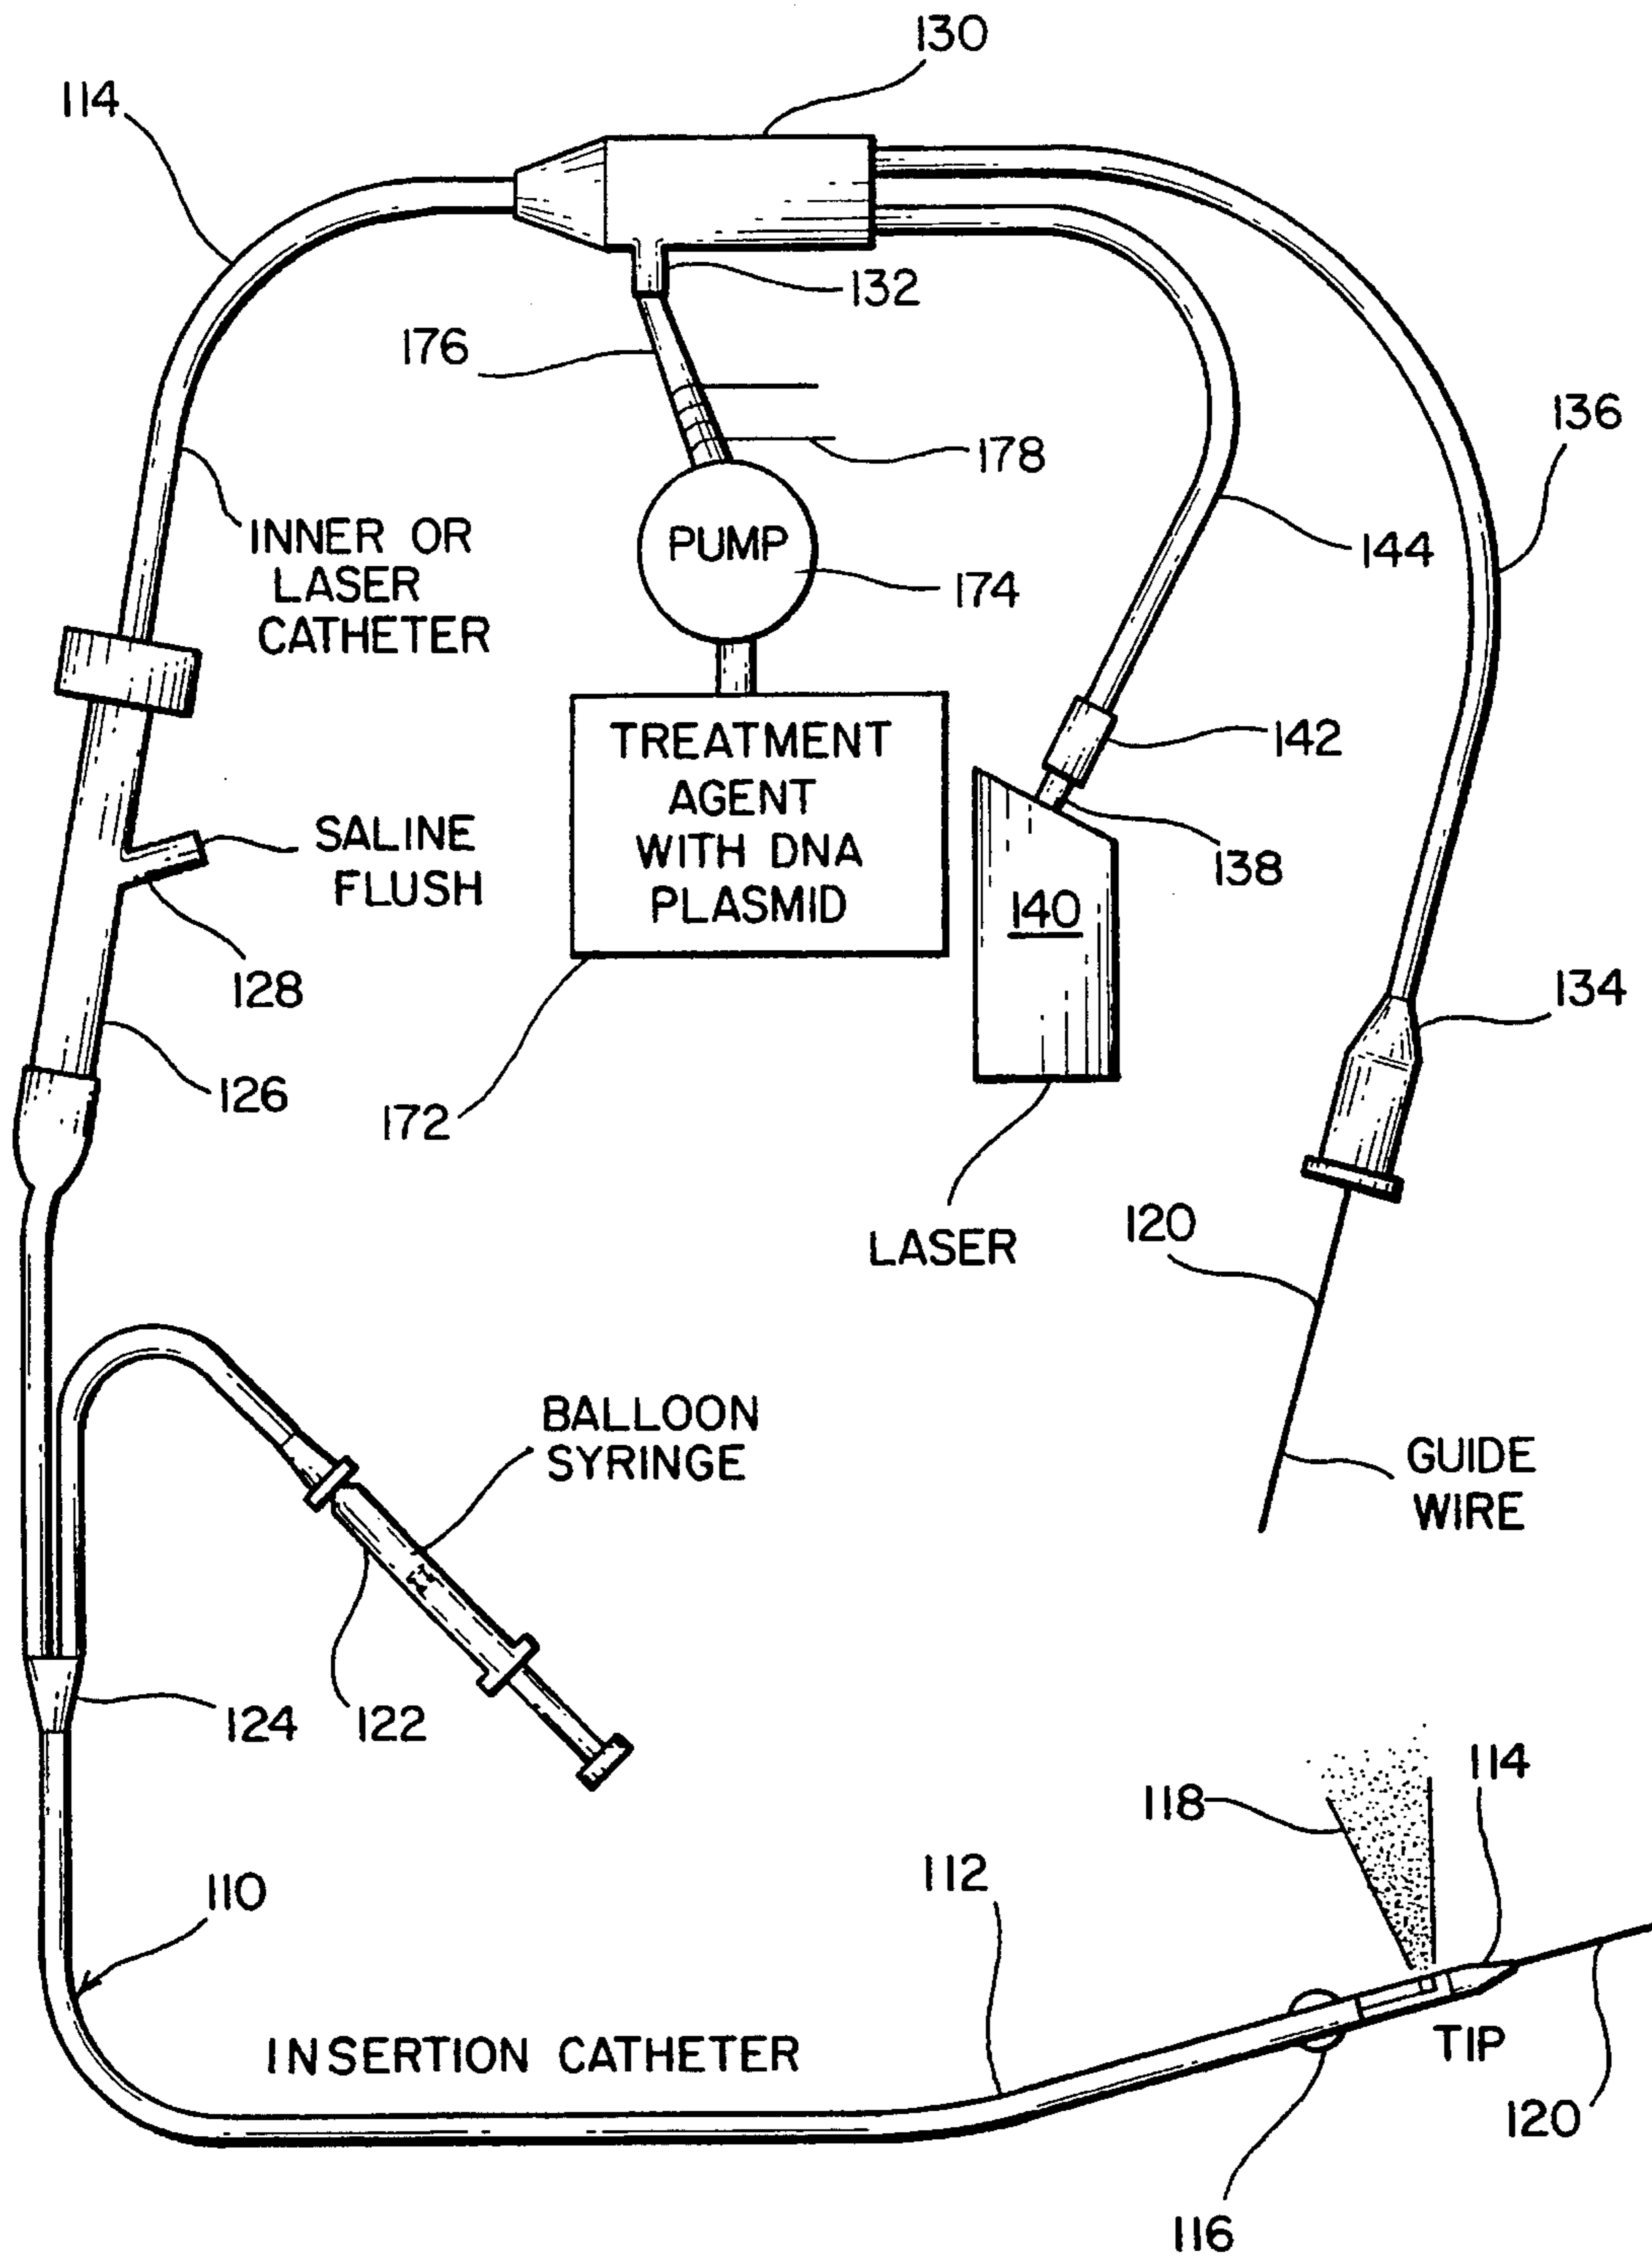 130
114
132
176
136
178
INNER OR
LASER
CATHETER
PUMP
144
174
TREATMENT
AGENT
WITH DNA
PLASMID
142
138
140
SALINE
FLUSH
128
134
126
172
LASER
120
BALLOON
SYRINGE
GUIDE
WIRE
124
122
118
114
110
112
INSERTION CATHETER
TIP
120
116